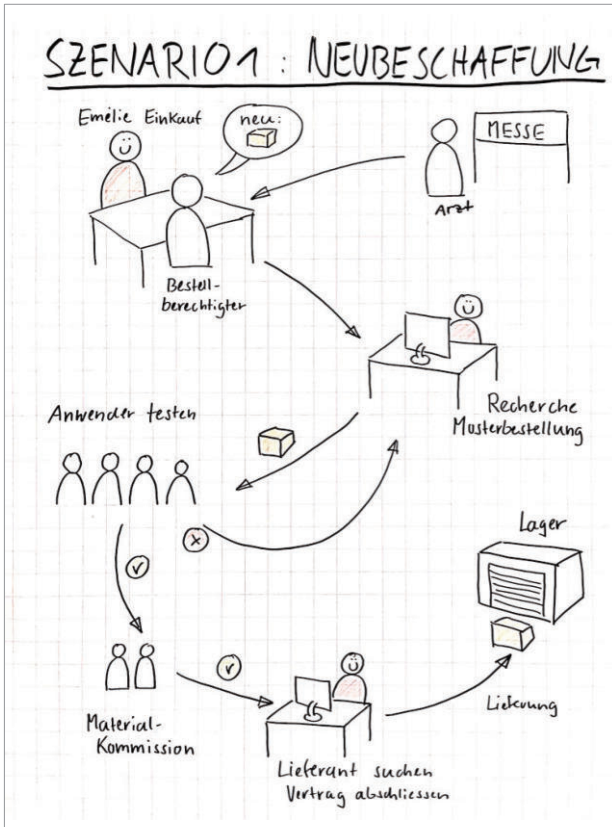 SZENARIO 1 : NEUBESCHAFFUNG
Emélie Einkauf
neu:
MESSE
Arzt
Bestell-
berechtigter
Recherche
Musterbestellung
Anwender testen
Lager
Lieferung
Material-
Kommission
Lieferant suchen
Vertrag abschliessen